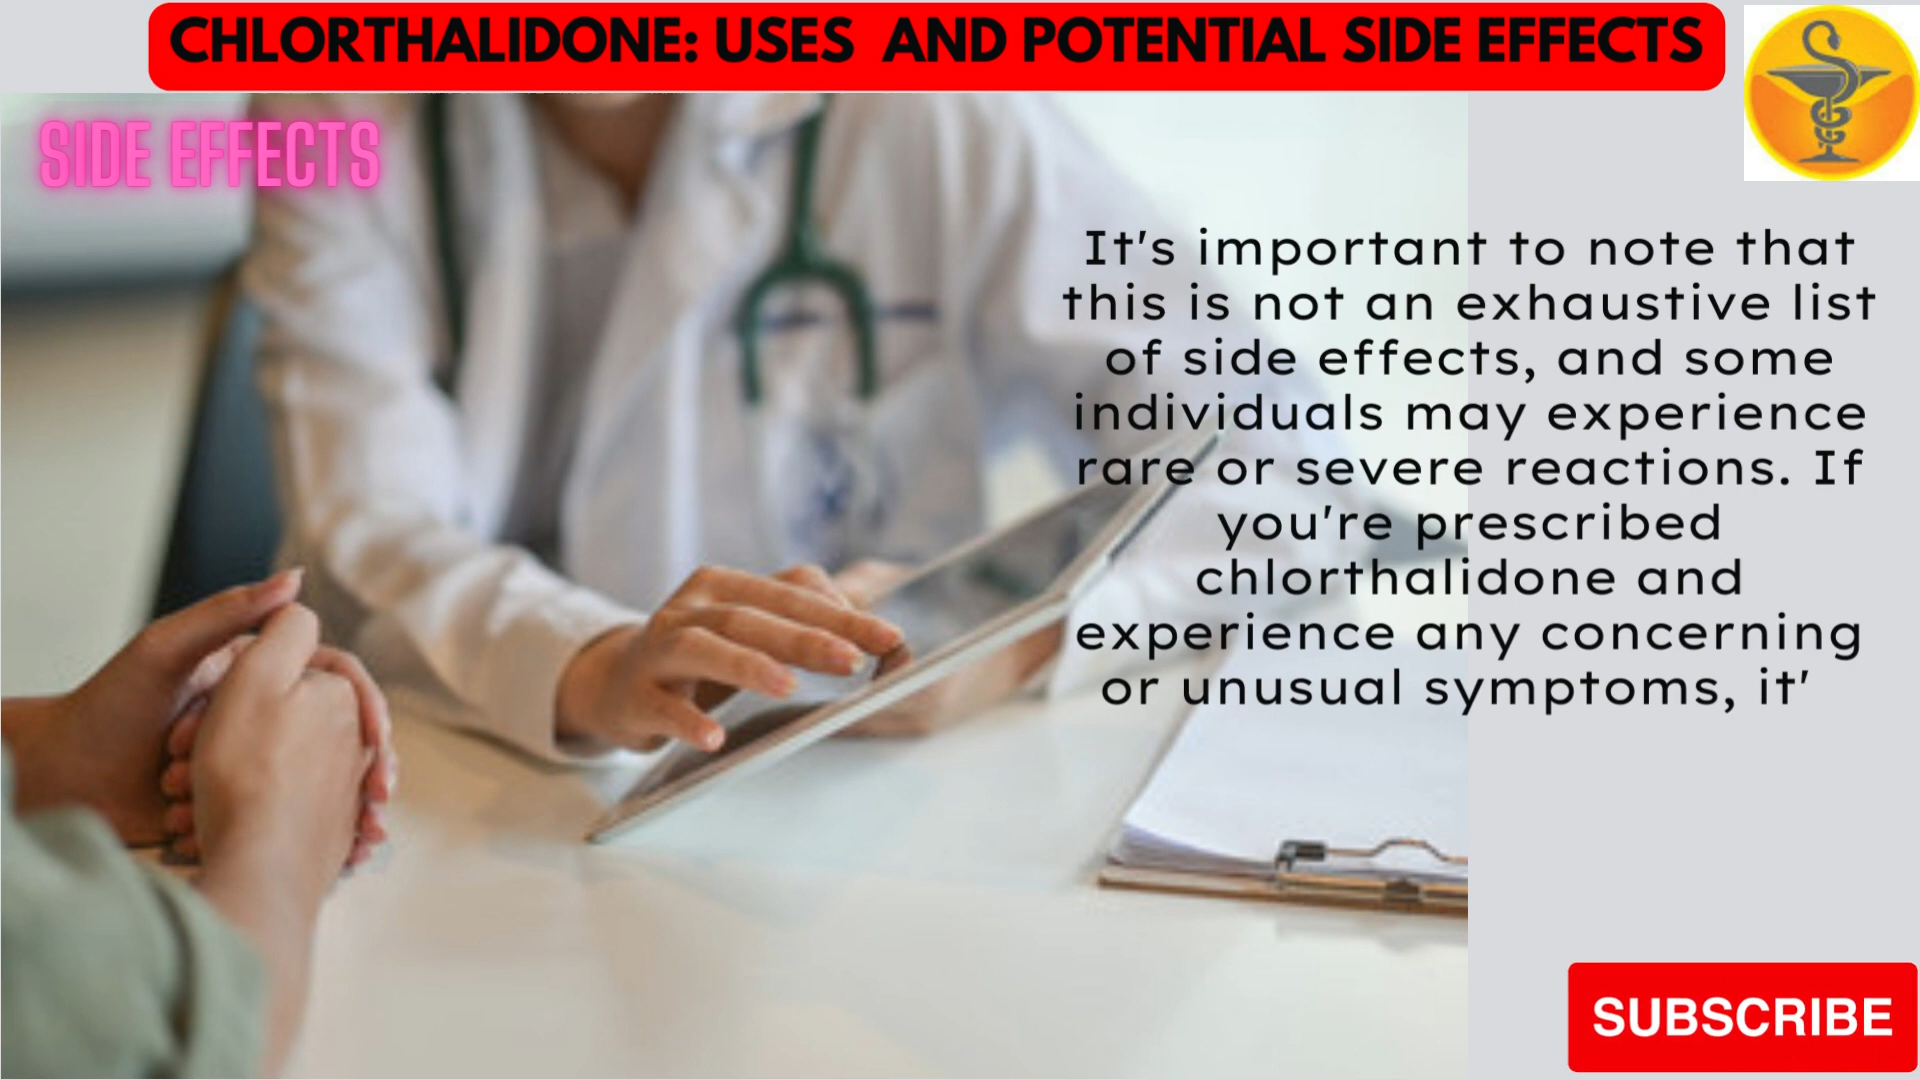 CHLORTHALIDONE: USES AND POTENTIAL SIDE EFFECTS
SIDE EFFECTS
It's important to note that
this is not an exhaustive list
of side effects, and some
individuals may experience
rare or severe reactions. If
you're prescribed
chlorthalidone and
experience any concerning
or unusual symptoms, it'
SUBSCRIBE